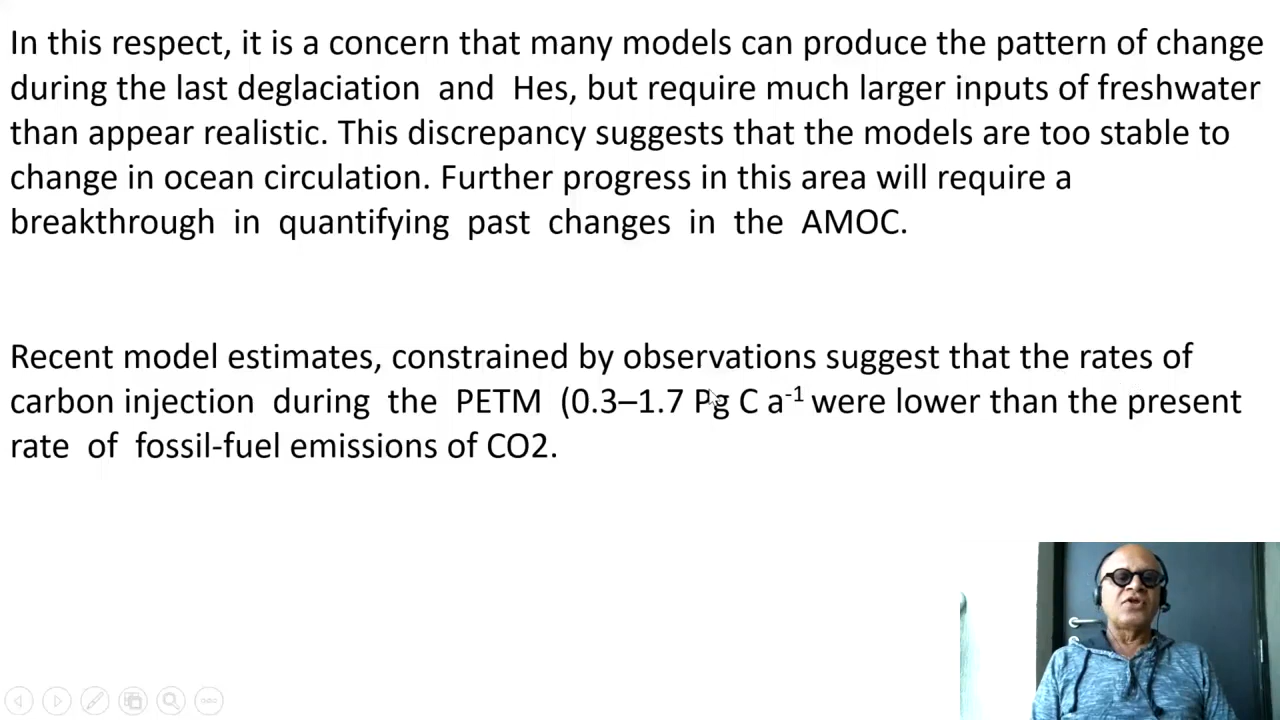 In this respect, it is a concern that many models can produce the pattern of change
during the last deglaciation and Hes, but require much larger inputs of freshwater
than appear realistic. This discrepancy suggests that the models are too stable to
change in ocean circulation. Further progress in this area will require a
breakthrough in quantifying past changes in the AMOC.
Recent model estimates, constrained by observations suggest that the rates of
carbon injection during the PETM (0.3–1.7 Pg C a⁻¹ were lower than the present
rate of fossil-fuel emissions of CO2.